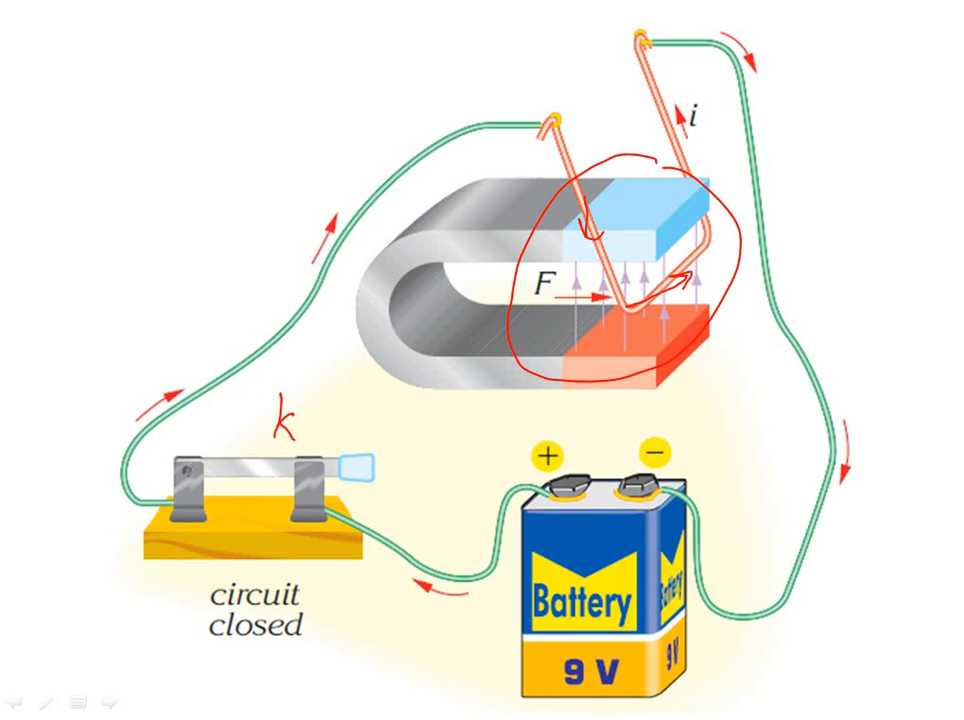 i
F
k
+
−
circuit
closed
Battery
Battery
9 V
9V